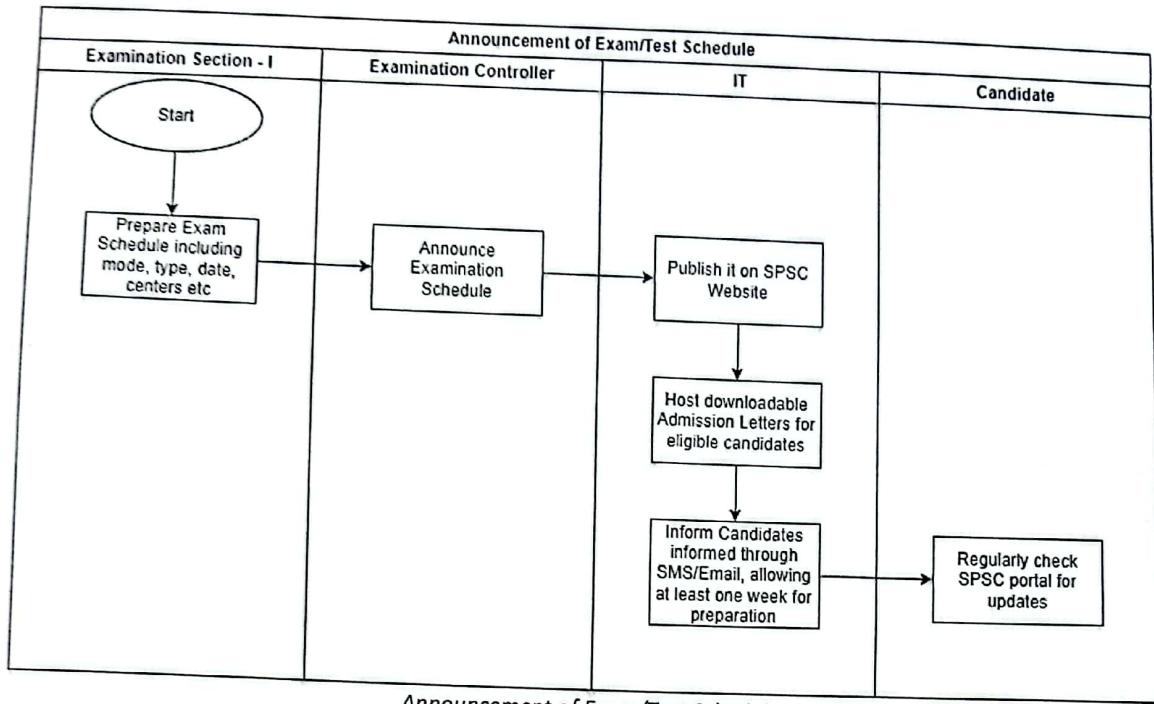 Announcement of Exam/Test Schedule
Examination Section - I
Examination Controller
IT
Candidate
Start
Prepare Exam
Schedule including
mode, type, date,
centers etc
Announce
Examination
Schedule
Publish it on SPSC
Website
Host downloadable
Admission Letters for
eligible candidates
Inform Candidates
informed through
SMS/Email, allowing
at least one week for
preparation
Regularly check
SPSC portal for
updates
Announcement of Exam/Test Schedule